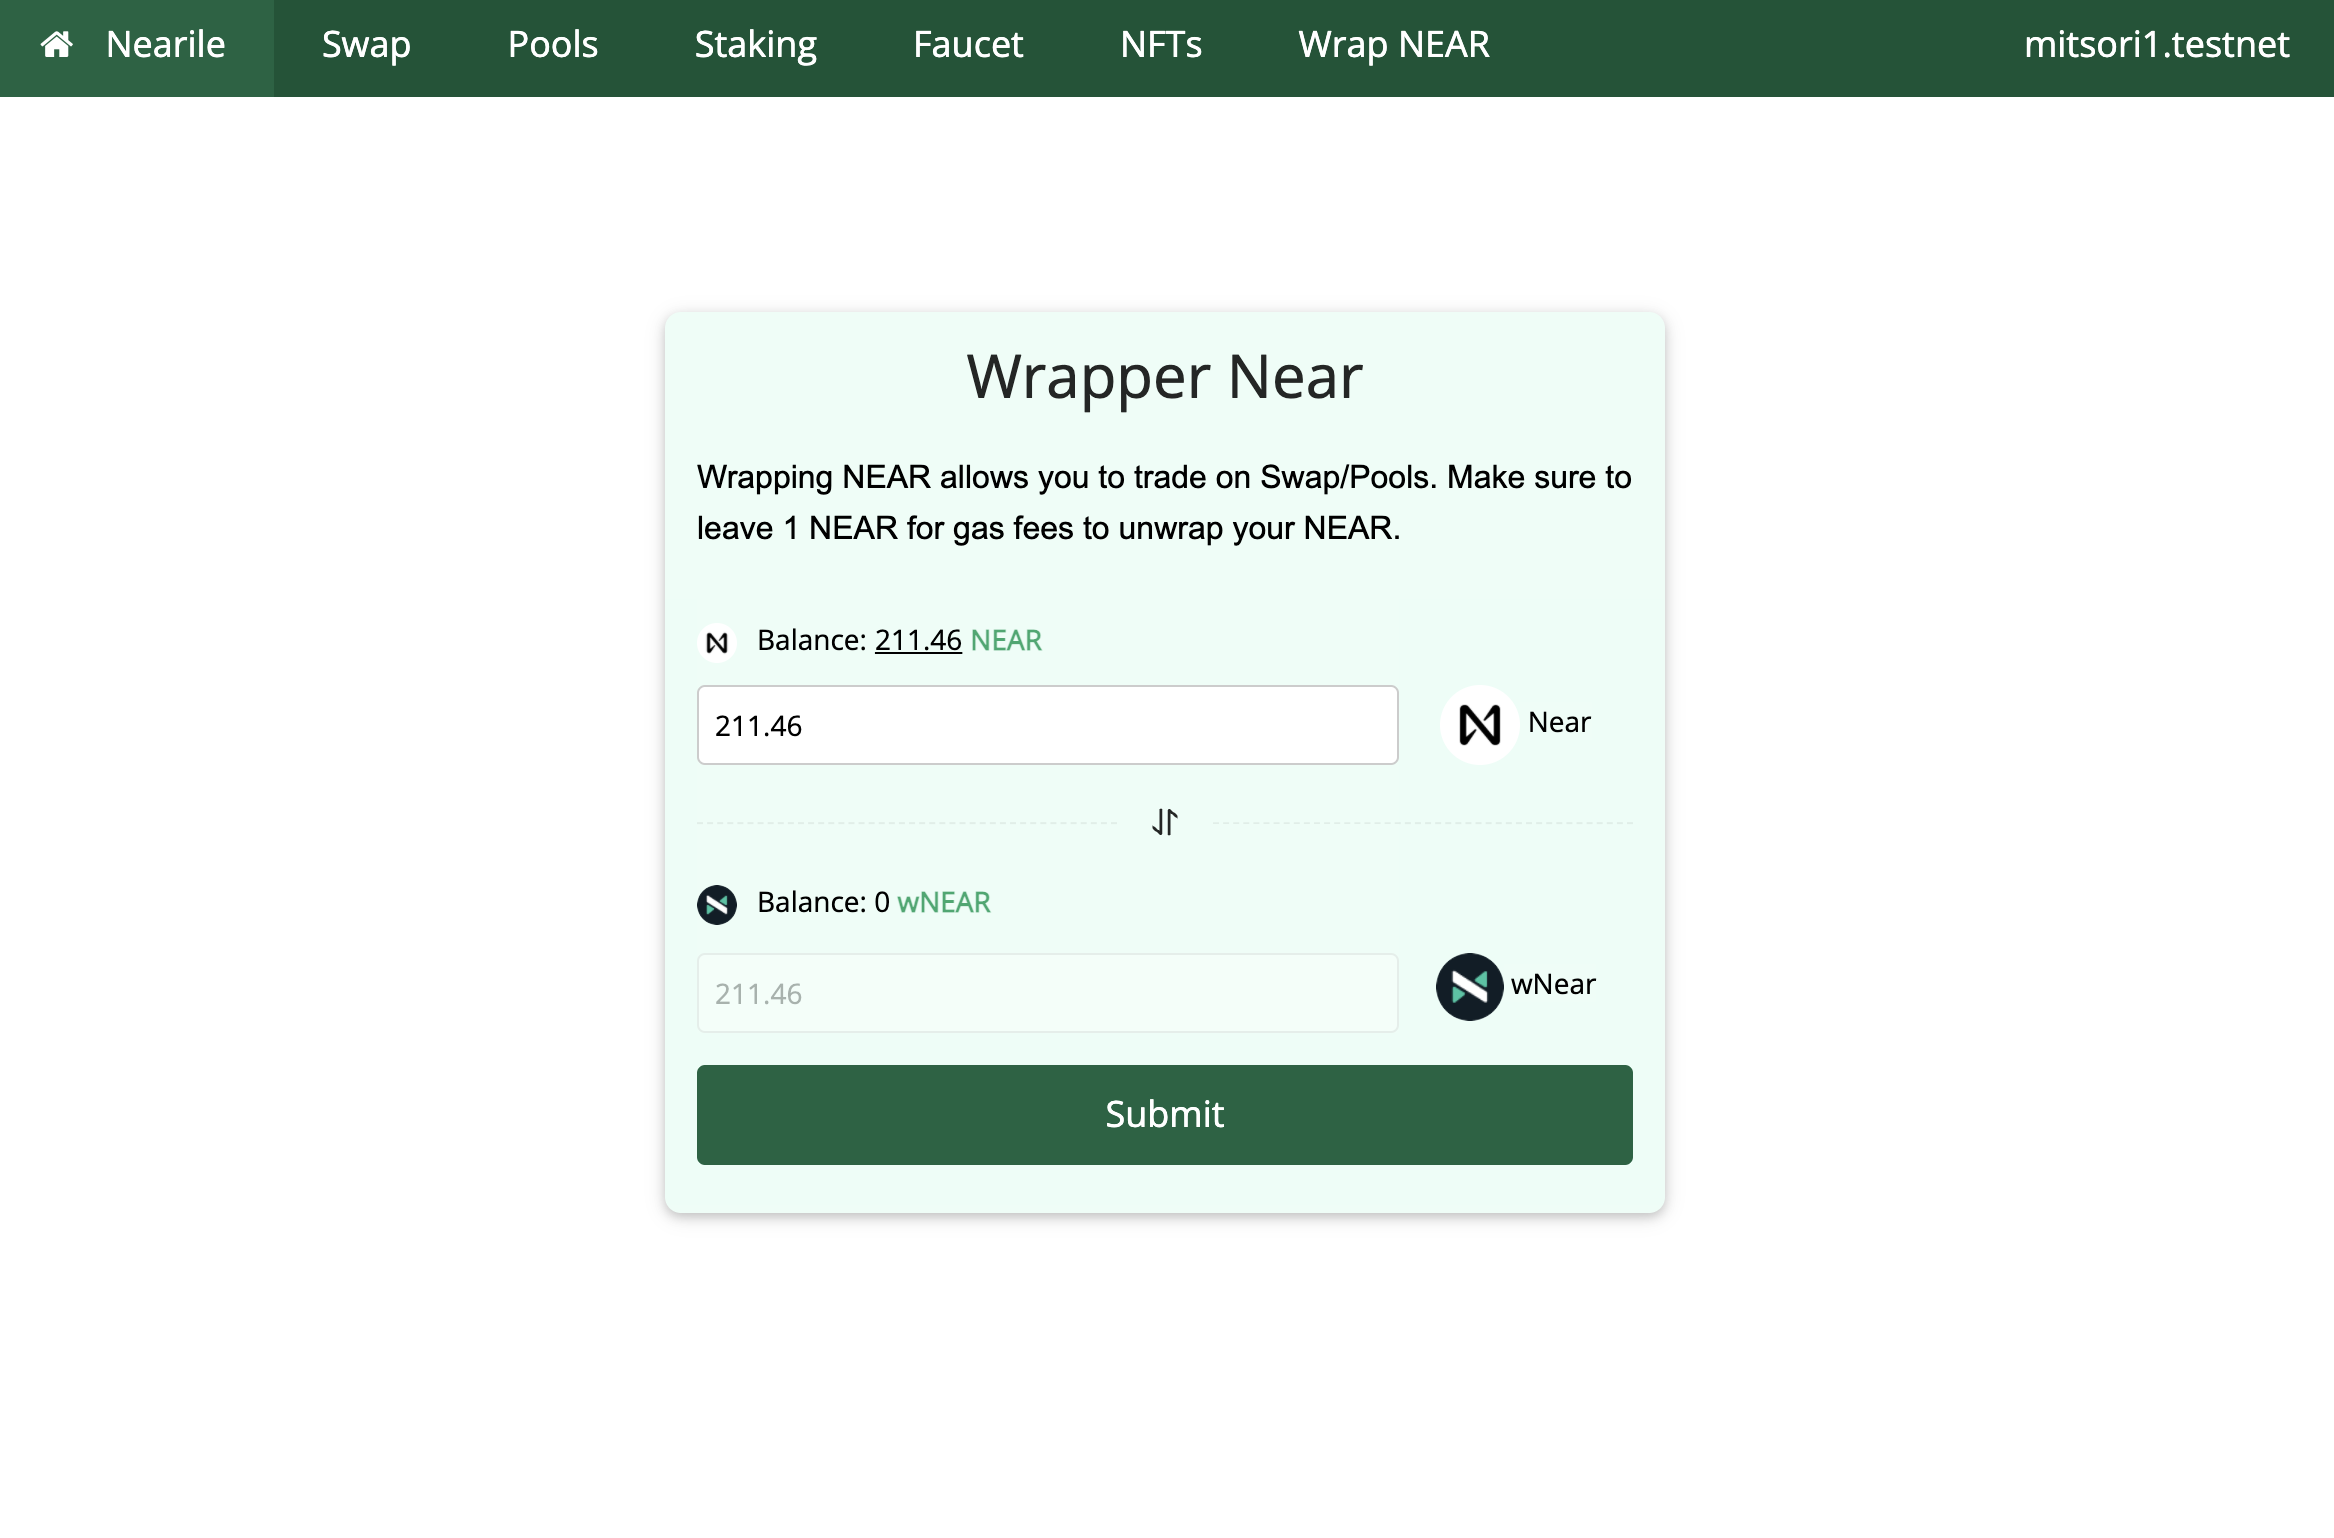 Nearile Swap Pools Staking Faucet NFTs Wrap NEAR mitsori1.testnet
Wrapper Near
Wrapping NEAR allows you to trade on Swap/Pools. Make sure to
leave 1 NEAR for gas fees to unwrap your NEAR.
Balance: 211.46 NEAR
211.46 Near
Balance: 0 wNEAR
211.46 wNear
Submit